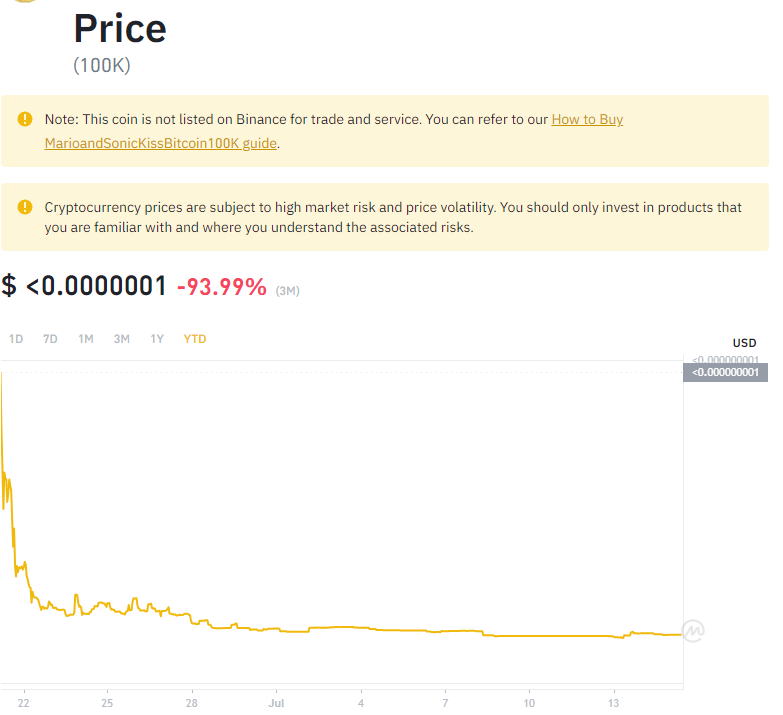 Price
(100K)
Note: This coin is not listed on Binance for trade and service. You can refer to our How to Buy
MarioandSonicKissBitcoin100K guide.
Cryptocurrency prices are subject to high market risk and price volatility. You should only invest in products that
you are familiar with and where you understand the associated risks.
$ <0.0000001 -93.99% (3M)
1D 7D 1M 3M 1Y YTD
USD
<0.000000001
<0.000000001
22 25 28 Jul 4 7 10 13